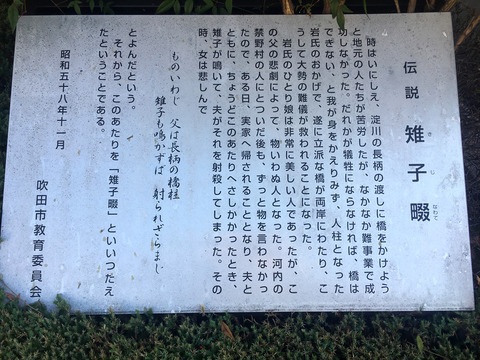 伝説 雉子畷
きじ
なわて
時はいにしえ、淀川の長柄の渡しに橋をかけよう
と地元の人たちが苦労したが、なかなか難事業で成
功しなかった。だれかが犠牲にならなければ、橋は
できない、と我が身をかえりみず、人柱となった
岩氏のおかげで、遂に立派な橋が両岸にわたり、こ
うして大勢の難儀が救われることになった。
岩氏のひとり娘は非常に美しい人であったが、こ
の父の悲劇によって、物いわぬ人となった。河内の
禁野村の人にとついだ後も、ずっと物を言わなかっ
たので、ある日、実家へ帰されることとなり、夫と
ともに、ちょうどこのあたりへさしかかったとき、
雉子が鳴いて、夫がそれを射殺してしまった。その
時、女は悲しんで
ものいわじ 父は長柄の橋柱
雉子も鳴かずば 射られざらまし
とよんだという。
それから、このあたりを「雉子畷」といいつたえ
たということである。
昭和五十八年十一月
吹田市教育委員会